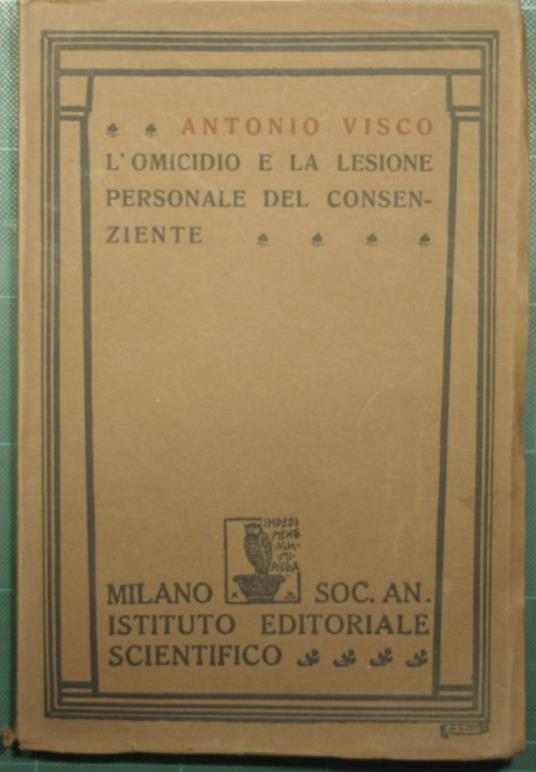 ANTONIO VISCO
L'OMICIDIO E LA LESIONE
PERSONALE DEL CONSEN-
ZIENTE
MILANO SOC. AN.
ISTITUTO EDITORIALE
SCIENTIFICO